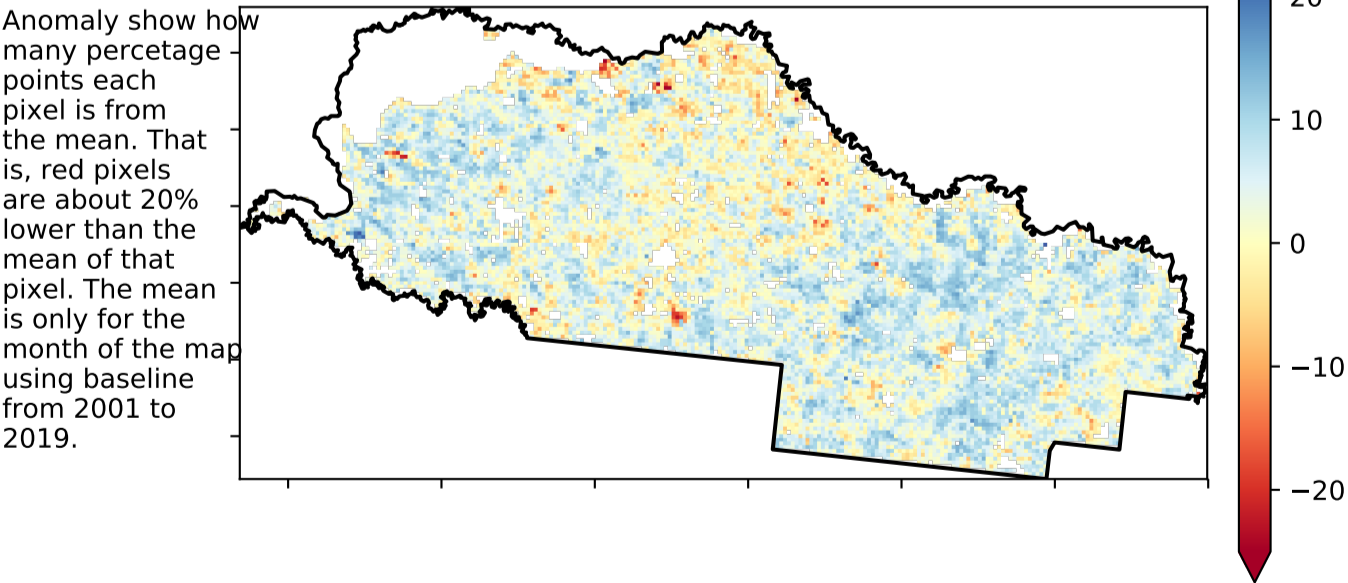 Anomaly show how
many percetage
points each
pixel is from
the mean. That
is, red pixels
are about 20%
lower than the
mean of that
pixel. The mean
is only for the
month of the map
using baseline
from 2001 to
2019.
20
10
0
−10
−20